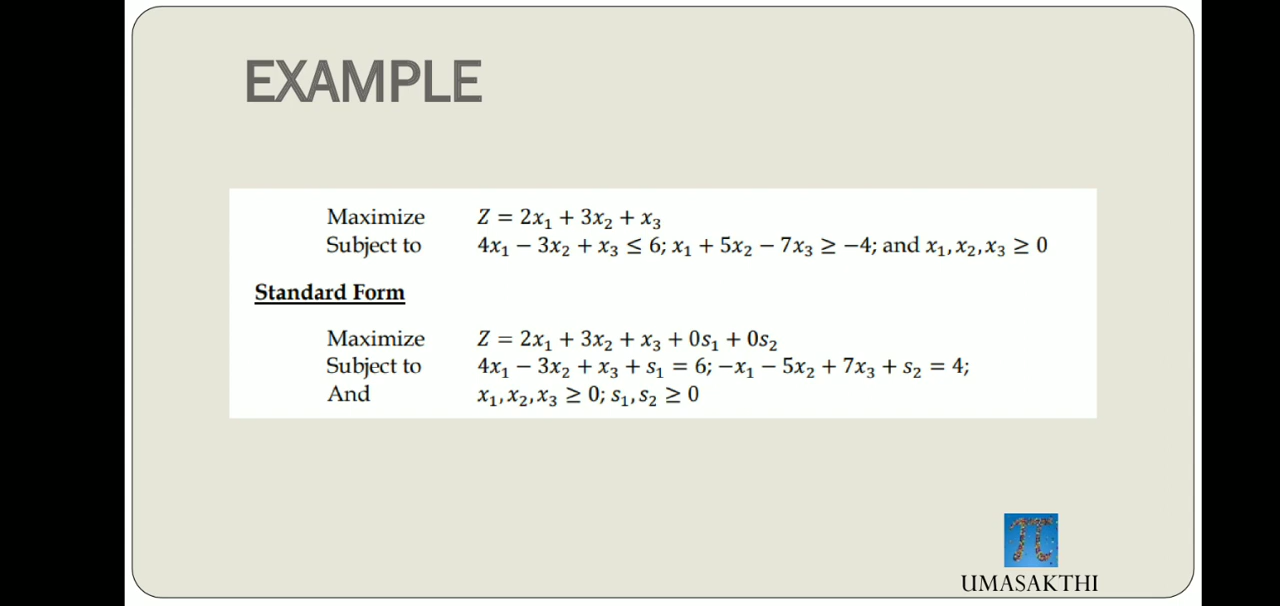 EXAMPLE
Maximize Z = 2x₁ + 3x₂ + x₃
Subject to 4x₁ − 3x₂ + x₃ ≤ 6; x₁ + 5x₂ − 7x₃ ≥ −4; and x₁, x₂, x₃ ≥ 0
Standard Form
Maximize Z = 2x₁ + 3x₂ + x₃ + 0s₁ + 0s₂
Subject to 4x₁ − 3x₂ + x₃ + s₁ = 6; −x₁ − 5x₂ + 7x₃ + s₂ = 4;
And x₁, x₂, x₃ ≥ 0; s₁, s₂ ≥ 0
π
UMASAKTHI